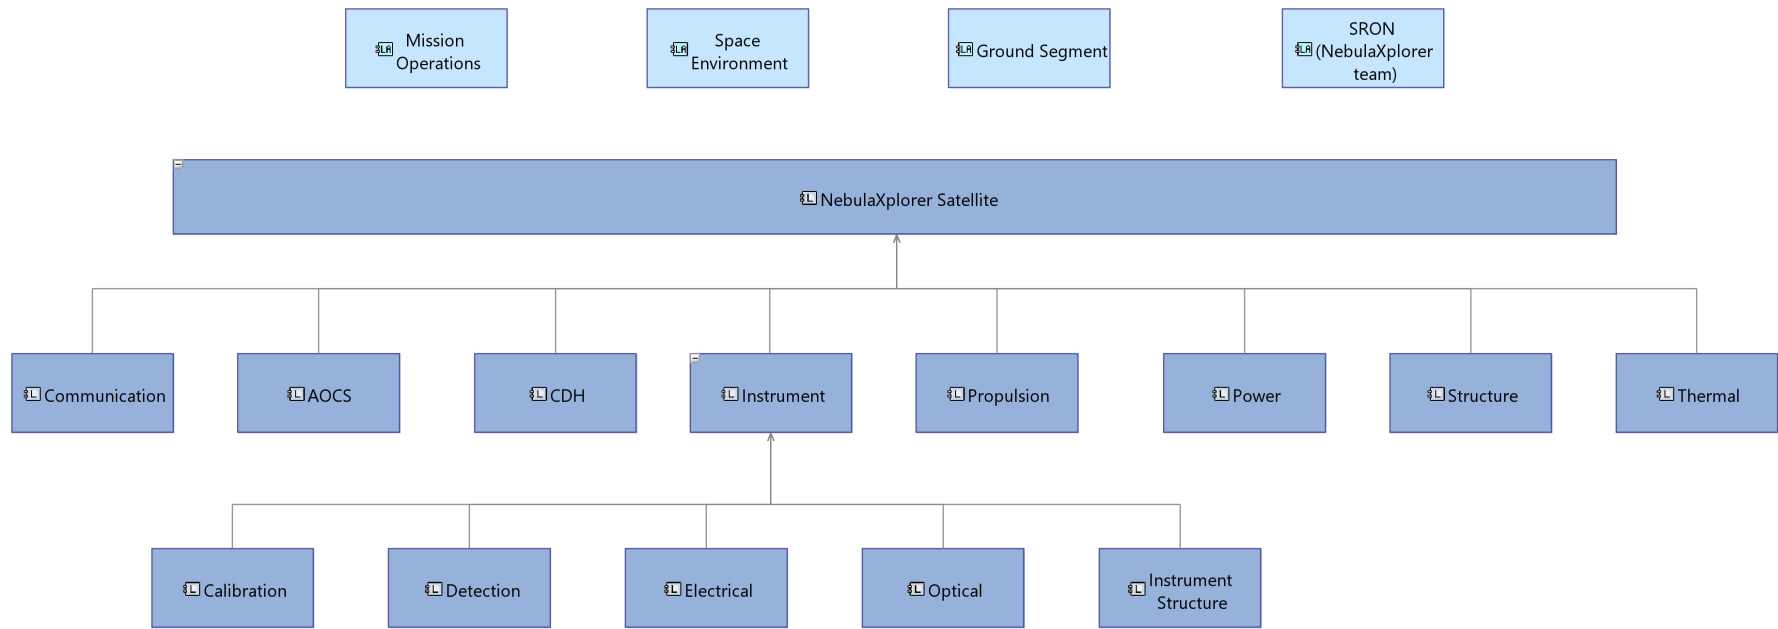 Mission
Operations
Space
Environment
Ground Segment
SRON
(NebulaXplorer
team)
NebulaXplorer Satellite
Communication
AOCS
CDH
Instrument
Propulsion
Power
Structure
Thermal
Calibration
Detection
Electrical
Optical
Instrument
Structure